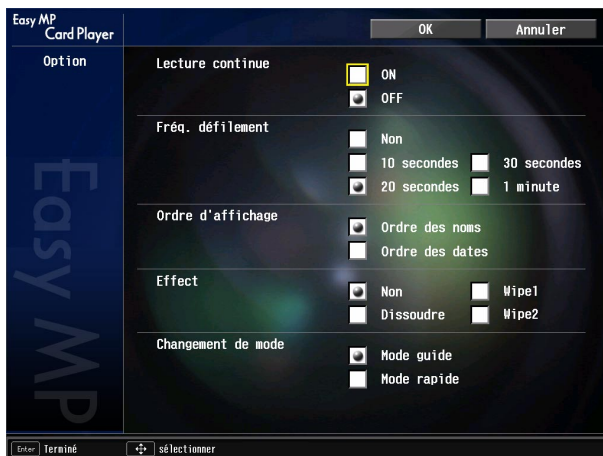 Easy MP
Card Player
OK
Annuler
Option
Lecture continue
ON
OFF
Fréq. défilement
Non
10 secondes
30 secondes
20 secondes
1 minute
Ordre d'affichage
Ordre des noms
Ordre des dates
Effect
Non
Wipe1
Dissoudre
Wipe2
Changement de mode
Mode guide
Mode rapide
Easy MP
Enter Terminé
sélectionner